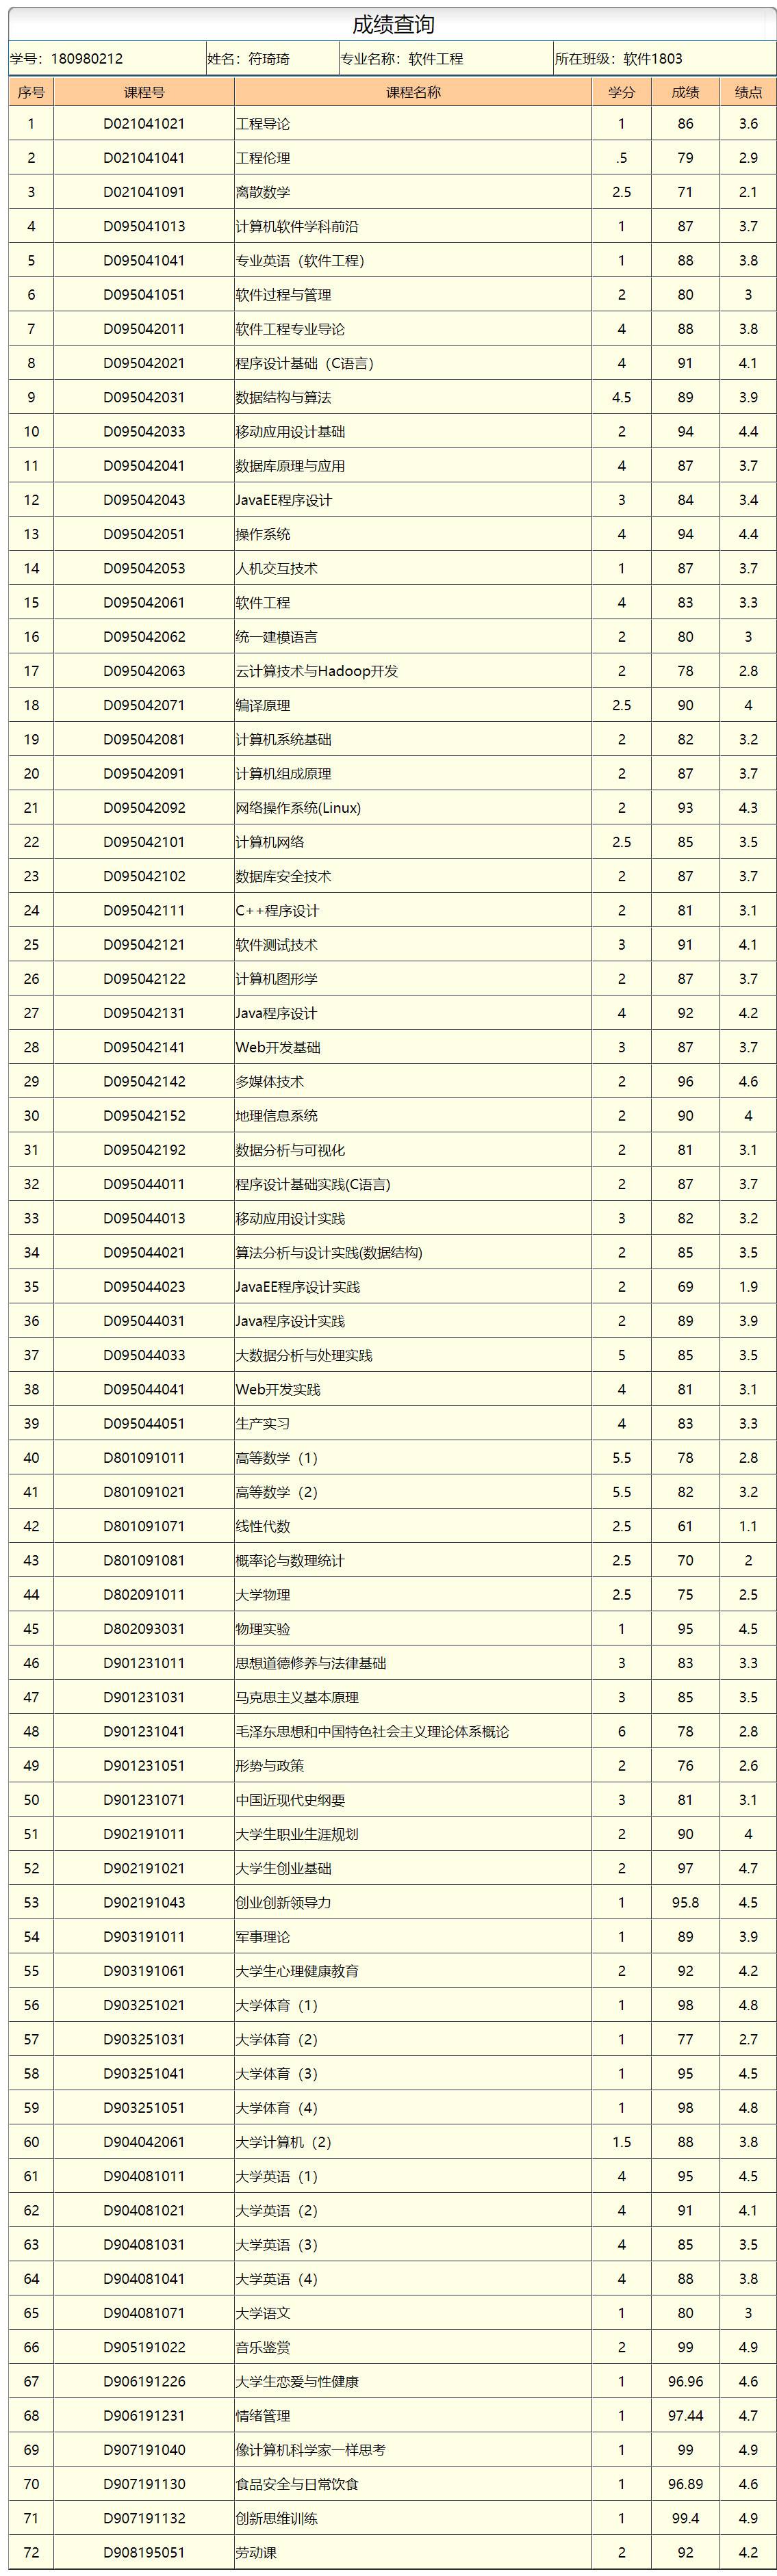 成绩查询
学号：180980212 姓名：符琦琦 专业名称：软件工程 所在班级：软件1803
序号 课程号 课程名称 学分 成绩 绩点
1 D021041021 工程导论 1 86 3.6
2 D021041041 工程伦理 .5 79 2.9
3 D021041091 离散数学 2.5 71 2.1
4 D095041013 计算机软件学科前沿 1 87 3.7
5 D095041041 专业英语（软件工程） 1 88 3.8
6 D095041051 软件过程与管理 2 80 3
7 D095042011 软件工程专业导论 4 88 3.8
8 D095042021 程序设计基础（C语言） 4 91 4.1
9 D095042031 数据结构与算法 4.5 89 3.9
10 D095042033 移动应用设计基础 2 94 4.4
11 D095042041 数据库原理与应用 4 87 3.7
12 D095042043 JavaEE程序设计 3 84 3.4
13 D095042051 操作系统 4 94 4.4
14 D095042053 人机交互技术 1 87 3.7
15 D095042061 软件工程 4 83 3.3
16 D095042062 统一建模语言 2 80 3
17 D095042063 云计算技术与Hadoop开发 2 78 2.8
18 D095042071 编译原理 2.5 90 4
19 D095042081 计算机系统基础 2 82 3.2
20 D095042091 计算机组成原理 2 87 3.7
21 D095042092 网络操作系统(Linux) 2 93 4.3
22 D095042101 计算机网络 2.5 85 3.5
23 D095042102 数据库安全技术 2 87 3.7
24 D095042111 C++程序设计 2 81 3.1
25 D095042121 软件测试技术 3 91 4.1
26 D095042122 计算机图形学 2 87 3.7
27 D095042131 Java程序设计 4 92 4.2
28 D095042141 Web开发基础 3 87 3.7
29 D095042142 多媒体技术 2 96 4.6
30 D095042152 地理信息系统 2 90 4
31 D095042192 数据分析与可视化 2 81 3.1
32 D095044011 程序设计基础实践(C语言) 2 87 3.7
33 D095044013 移动应用设计实践 3 82 3.2
34 D095044021 算法分析与设计实践(数据结构) 2 85 3.5
35 D095044023 JavaEE程序设计实践 2 69 1.9
36 D095044031 Java程序设计实践 2 89 3.9
37 D095044033 大数据分析与处理实践 5 85 3.5
38 D095044041 Web开发实践 4 81 3.1
39 D095044051 生产实习 4 83 3.3
40 D801091011 高等数学（1） 5.5 78 2.8
41 D801091021 高等数学（2） 5.5 82 3.2
42 D801091071 线性代数 2.5 61 1.1
43 D801091081 概率论与数理统计 2.5 70 2
44 D802091011 大学物理 2.5 75 2.5
45 D802093031 物理实验 1 95 4.5
46 D901231011 思想道德修养与法律基础 3 83 3.3
47 D901231031 马克思主义基本原理 3 85 3.5
48 D901231041 毛泽东思想和中国特色社会主义理论体系概论 6 78 2.8
49 D901231051 形势与政策 2 76 2.6
50 D901231071 中国近现代史纲要 3 81 3.1
51 D902191011 大学生职业生涯规划 2 90 4
52 D902191021 大学生创业基础 2 97 4.7
53 D902191043 创业创新领导力 1 95.8 4.5
54 D903191011 军事理论 1 89 3.9
55 D903191061 大学生心理健康教育 2 92 4.2
56 D903251021 大学体育（1） 1 98 4.8
57 D903251031 大学体育（2） 1 77 2.7
58 D903251041 大学体育（3） 1 95 4.5
59 D903251051 大学体育（4） 1 98 4.8
60 D904042061 大学计算机（2） 1.5 88 3.8
61 D904081011 大学英语（1） 4 95 4.5
62 D904081021 大学英语（2） 4 91 4.1
63 D904081031 大学英语（3） 4 85 3.5
64 D904081041 大学英语（4） 4 88 3.8
65 D904081071 大学语文 1 80 3
66 D905191022 音乐鉴赏 2 99 4.9
67 D906191226 大学生恋爱与性健康 1 96.96 4.6
68 D906191231 情绪管理 1 97.44 4.7
69 D907191040 像计算机科学家一样思考 1 99 4.9
70 D907191130 食品安全与日常饮食 1 96.89 4.6
71 D907191132 创新思维训练 1 99.4 4.9
72 D908195051 劳动课 2 92 4.2